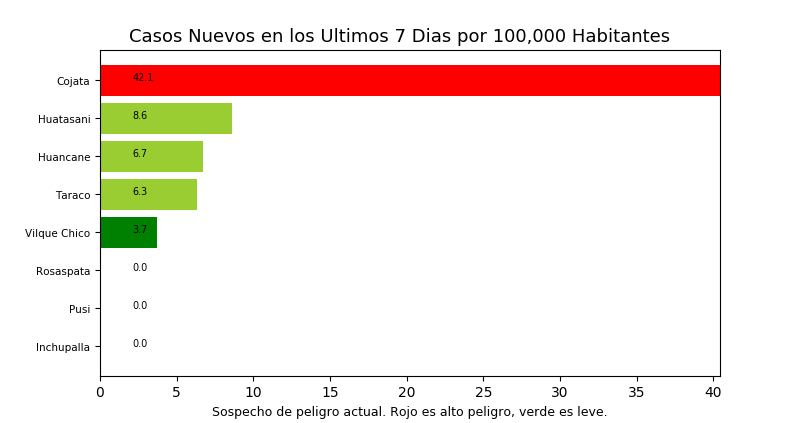 Casos Nuevos en los Ultimos 7 Dias por 100,000 Habitantes
Cojata 42.1
Huatasani 8.6
Huancane 6.7
Taraco 6.3
Vilque Chico 3.7
Rosaspata 0.0
Pusi 0.0
Inchupalla 0.0
0 5 10 15 20 25 30 35 40
Sospecho de peligro actual. Rojo es alto peligro, verde es leve.